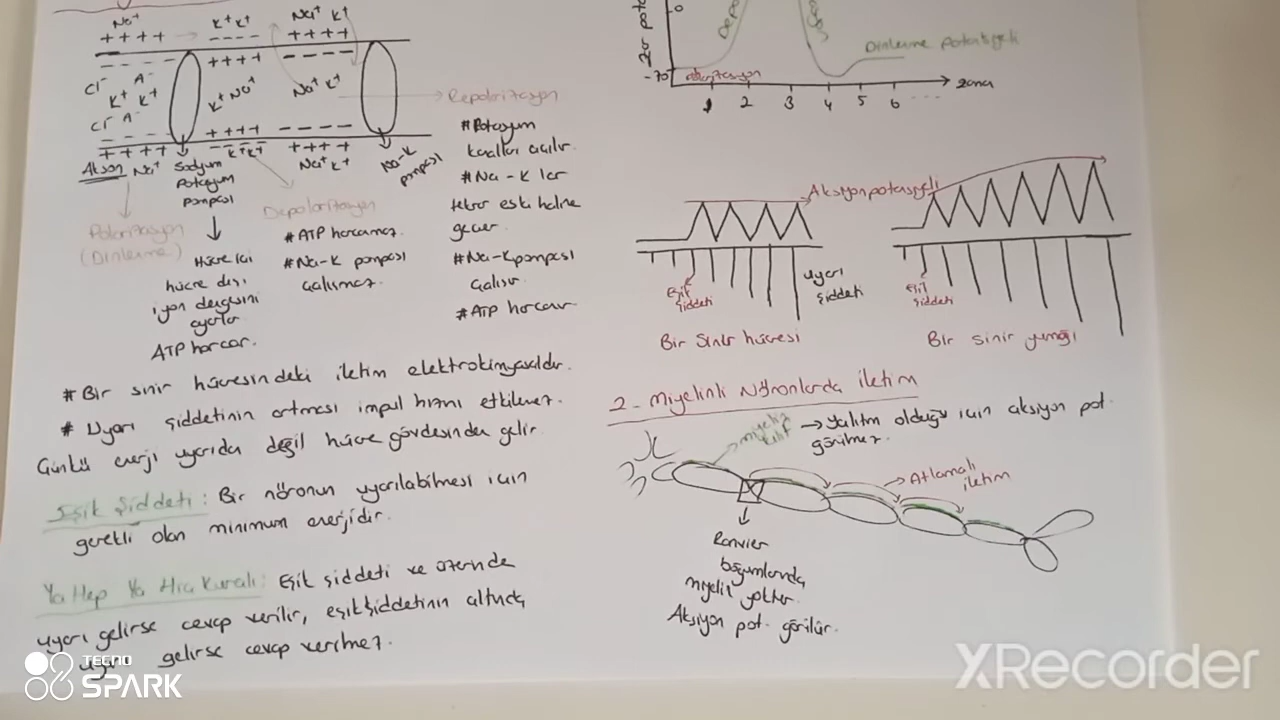 Na+ K+ K+ Na+ K+
+ + + + - - - - + + + +
- - - - + + + + - - - -
Cl- A-
K+ K+ K+ Na+ Na+ K+
Cl- A-
- - - - + + + + - - - -
+ + + + - - - - + + + +
K+ K+ Na+ K+
Akson Na+
Sodyum
Potasyum
pompası
Na-K
pompası
Polarizasyon
(Dinlenme)
Hücre içi
hücre dışı
iyon dengesini
ayarlar
ATP harcar.
Depolarizasyon
#ATP harcamaz.
#Na-K pompası
çalışmaz.
Repolarizasyon
#Potasyum
kanalları açılır.
#Na-K lar
tekrar eski haline
geçer.
#Na-K pompası
çalışır
#ATP harcanır
# Bir sinir hücresindeki iletim elektrokimyasaldır.
# Uyarı şiddetinin artması impuls hızını etkilemez.
Çünkü enerji uyarıdan değil hücre gövdesinden gelir.
Eşik Şiddeti: Bir nöronun uyarılabilmesi için
gerekli olan minimum enerjidir.
Ya Hep Ya Hiç Kuralı: Eşik şiddeti ve üzerinde
uyarı gelirse cevap verilir, eşik şiddetinin altında
gelirse cevap verilmez.
0
-70
Polarizasyon
Dinlenme Potansiyeli
1 2 3 4 5 6 ....
zaman
Aksiyon potansiyeli
Eşik
Şiddeti
Uyarı
Şiddeti
Bir Sinir hücresi
Eşik
Şiddeti
Bir sinir yumağı
2- Miyelinli Nöronlarda iletim
Miyelin
kılıf
→ Yalıtım olduğu için aksiyon pot.
görülmez.
Atlamalı
iletim
Ranvier
boğumlarında
miyelin yoktur.
Aksiyon pot. görülür.
TECNO
SPARK
XRecorder